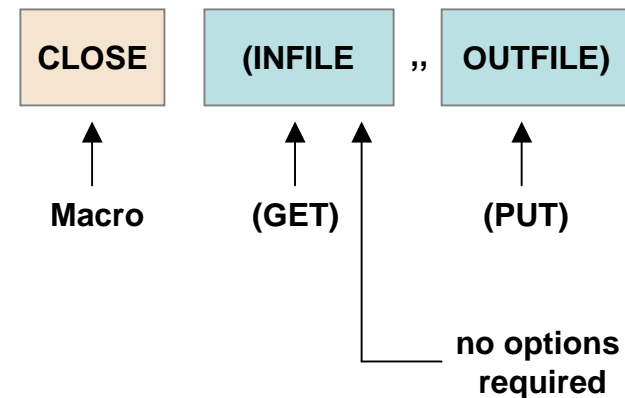 CLOSE (INFILE ,, OUTFILE)
Macro (GET) (PUT)
no options
required